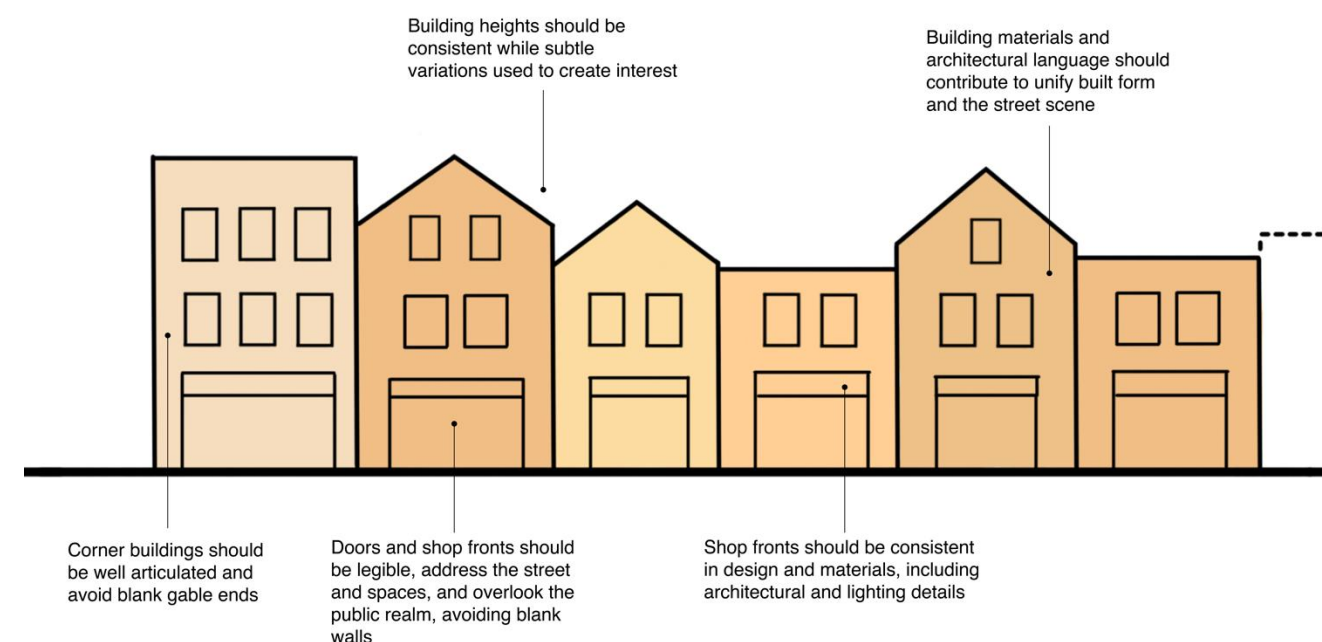 Building heights should be
consistent while subtle
variations used to create interest
Building materials and
architectural language should
contribute to unify built form
and the street scene
Corner buildings should
be well articulated and
avoid blank gable ends
Doors and shop fronts should
be legible, address the street
and spaces, and overlook the
public realm, avoiding blank
walls
Shop fronts should be consistent
in design and materials, including
architectural and lighting details